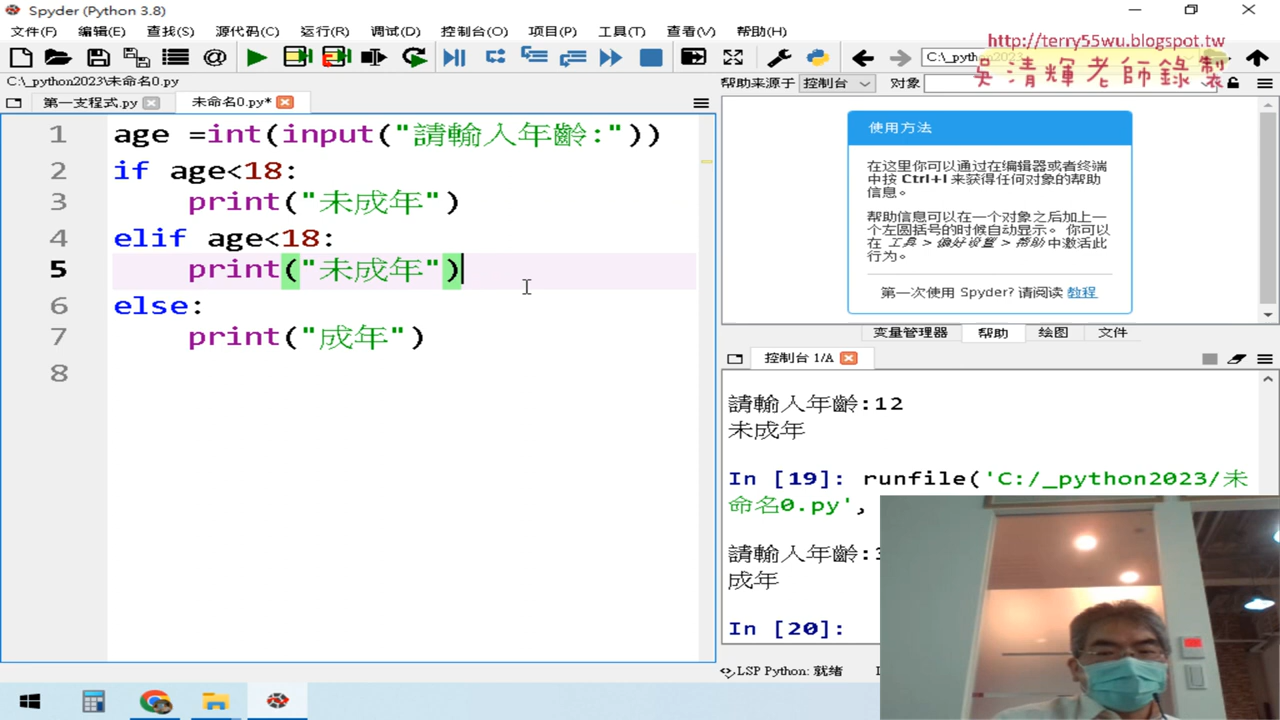 Spyder (Python 3.8)
文件(F) 编辑(E) 查找(S) 源代码(C) 运行(R) 调试(D) 控制台(O) 项目(P) 工具(T) 查看(V) 帮助(H)
http://terry55wu.blogspot.tw
吳清輝老師錄製
C:\_python2023\未命名0.py
帮助来源于 控制台 对象
第一支程式.py 未命名0.py*
1 age =int(input("請輸入年齡:"))
2 if age<18:
3 print("未成年")
4 elif age<18:
5 print("未成年")
6 else:
7 print("成年")
8
使用方法
在这里你可以通过在编辑器或者终端
中按 Ctrl+I 来获得任何对象的帮助
信息。
帮助信息可以在一个对象之后加上一
个左圆括号的时候自动显示。 你可以
在 工具 > 偏好设置 > 帮助 中激活此
行为。
第一次使用 Spyder? 请阅读 教程
变量管理器 帮助 绘图 文件
控制台 1/A
請輸入年齡:12
未成年
In [19]: runfile('C:/_python2023/未
命名0.py',
請輸入年齡:
成年
In [20]:
LSP Python: 就绪